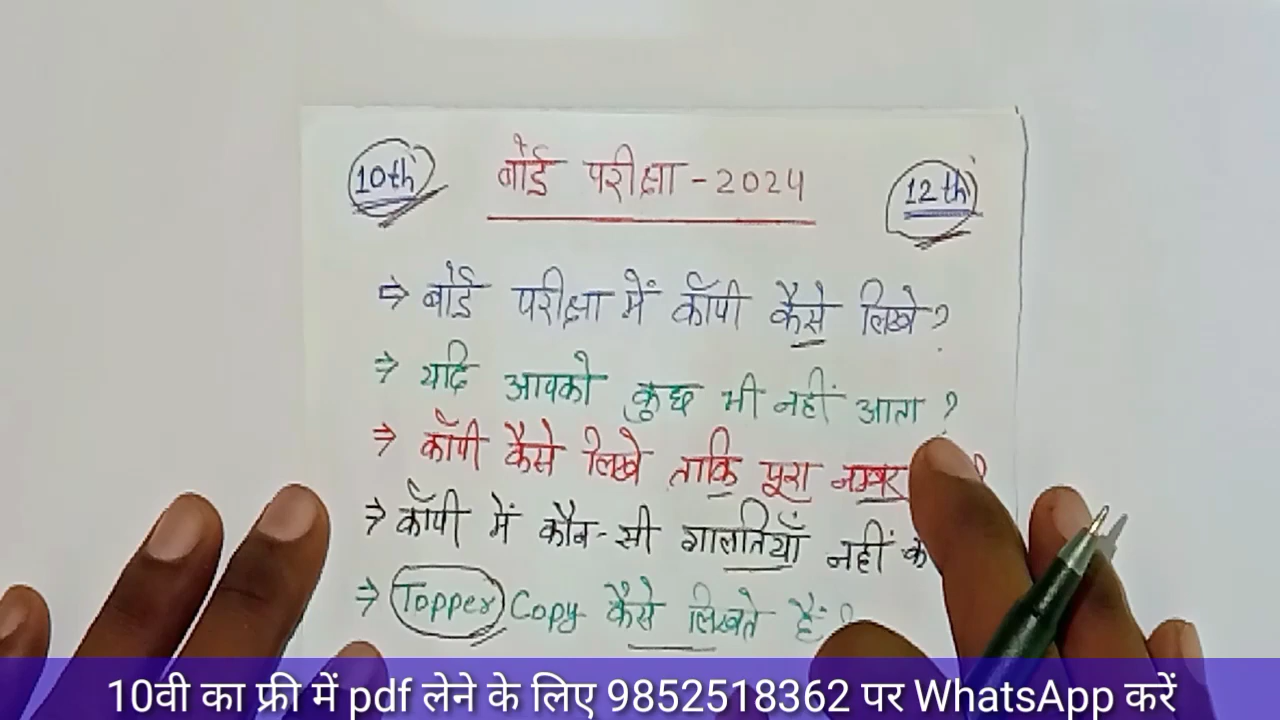 10th बोर्ड परीक्षा - 2024 12th
⇒ बोर्ड परीक्षा में कॉपी कैसे लिखे?
⇒ यदि आपको कुछ भी नहीं आता?
⇒ कॉपी कैसे लिखे ताकि पूरा नम्बर ?
⇒ कॉपी में कौन-सी गालतियाँ नहीं
⇒ Topper Copy कैसे लिखते हैं?
10वी का फ्री में pdf लेने के लिए 9852518362 पर WhatsApp करें